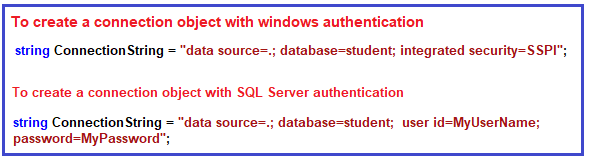 To create a connection object with windows authentication
string ConnectionString = "data source=.; database=student; integrated security=SSPI";
To create a connection object with SQL Server authentication
string ConnectionString = "data source=.; database=student;  user id=MyUserName;
password=MyPassword";